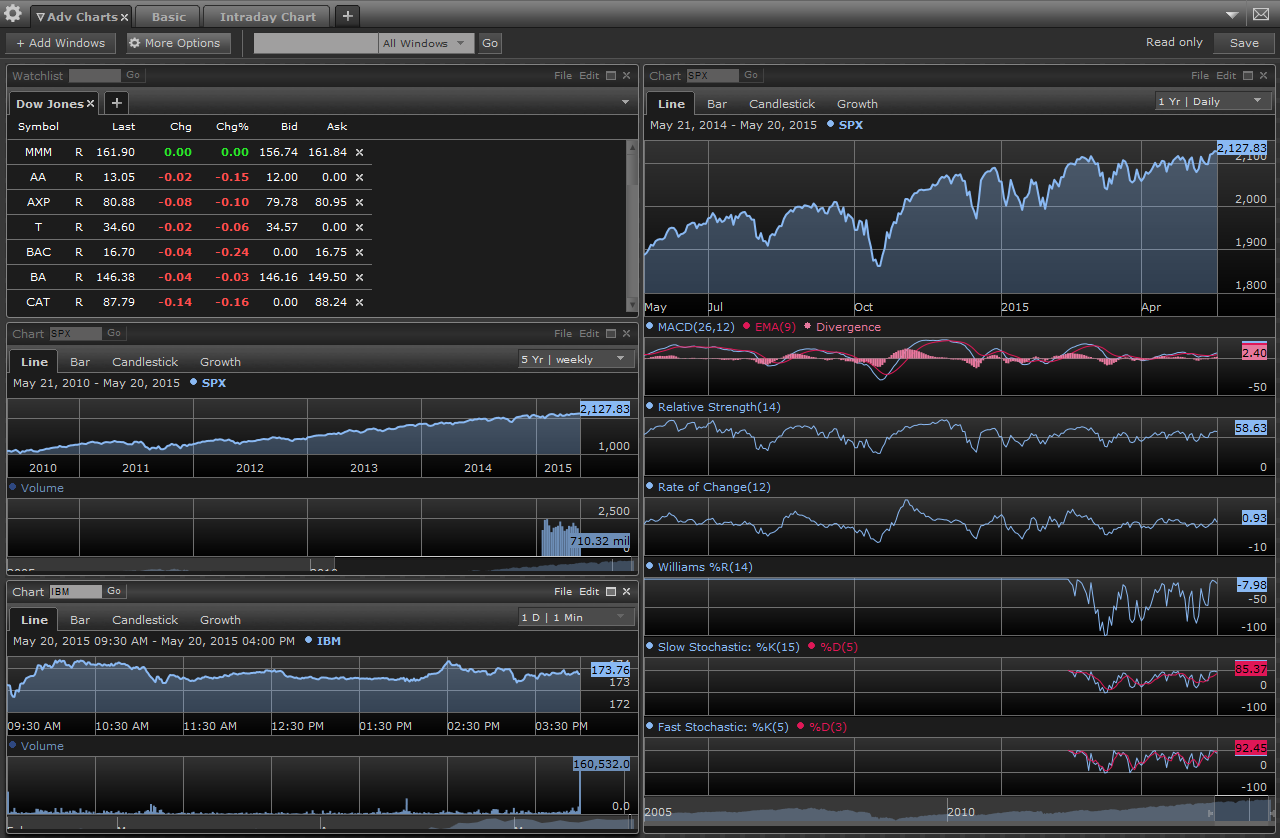 Adv Charts × Basic Intraday Chart +
+ Add Windows More Options All Windows Go Read only Save
Watchlist Go File Edit ×
Dow Jones × +
Symbol Last Chg Chg% Bid Ask
MMM R 161.90 0.00 0.00 156.74 161.84 ×
AA R 13.05 -0.02 -0.15 12.00 0.00 ×
AXP R 80.88 -0.08 -0.10 79.78 80.95 ×
T R 34.60 -0.02 -0.06 34.57 0.00 ×
BAC R 16.70 -0.04 -0.24 0.00 16.75 ×
BA R 146.38 -0.04 -0.03 146.16 149.50 ×
CAT R 87.79 -0.14 -0.16 0.00 88.24 ×
Chart SPX Go File Edit ×
Line Bar Candlestick Growth 5 Yr | weekly
May 21, 2010 - May 20, 2015 SPX
2,127.83
1,000
2010 2011 2012 2013 2014 2015
Volume
2,500
710.32 mil
0
2005 2010
Chart IBM Go File Edit ×
Line Bar Candlestick Growth 1 D | 1 Min
May 20, 2015 09:30 AM - May 20, 2015 04:00 PM IBM
174
173.76
173
172
09:30 AM 10:30 AM 11:30 AM 12:30 PM 01:30 PM 02:30 PM 03:30 PM
Volume
160,532.0
0.0
Chart SPX Go File Edit ×
Line Bar Candlestick Growth 1 Yr | Daily
May 21, 2014 - May 20, 2015 SPX
2,127.83
2,100
2,000
1,900
1,800
May Jul Oct 2015 Apr
MACD(26,12) EMA(9) Divergence
2.40
-50
Relative Strength(14)
58.63
0
Rate of Change(12)
0.93
-10
Williams %R(14)
-7.98
-50
-100
Slow Stochastic: %K(15) %D(5)
85.37
0
-100
Fast Stochastic: %K(5) %D(3)
92.45
0
-100
2005 2010